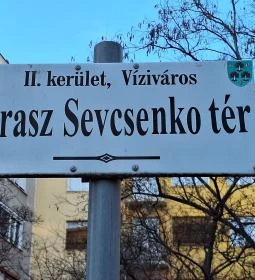 II. kerület, Víziváros
rasz Sevcsenko tér